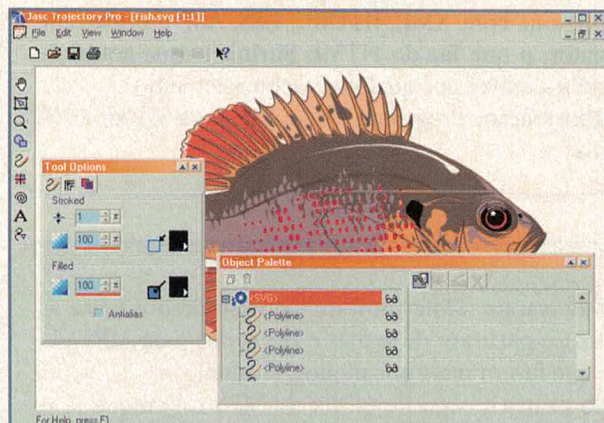 Jasc Trajectory Pro - [Fish.svg [1:1]]
File Edit View Window Help
Tool Options
Stroked
1
100
Filled
100
Antialias
Object Palette
<SVG>
<Polyline>
<Polyline>
<Polyline>
<Polyline>
A
For Help, press F1